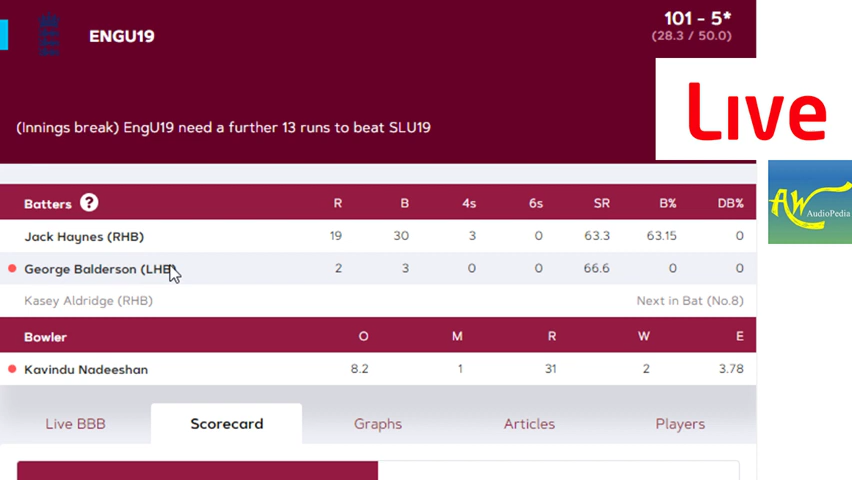 ENGU19
101 - 5*
(28.3 / 50.0)
Live
(Innings break) EngU19 need a further 13 runs to beat SLU19
AW AudioPedia
Batters ? R B 4s 6s SR B% DB%
Jack Haynes (RHB) 19 30 3 0 63.3 63.15 0
George Balderson (LHB) 2 3 0 0 66.6 0 0
Kasey Aldridge (RHB) Next in Bat (No.8)
Bowler O M R W E
Kavindu Nadeeshan 8.2 1 31 2 3.78
Live BBB Scorecard Graphs Articles Players